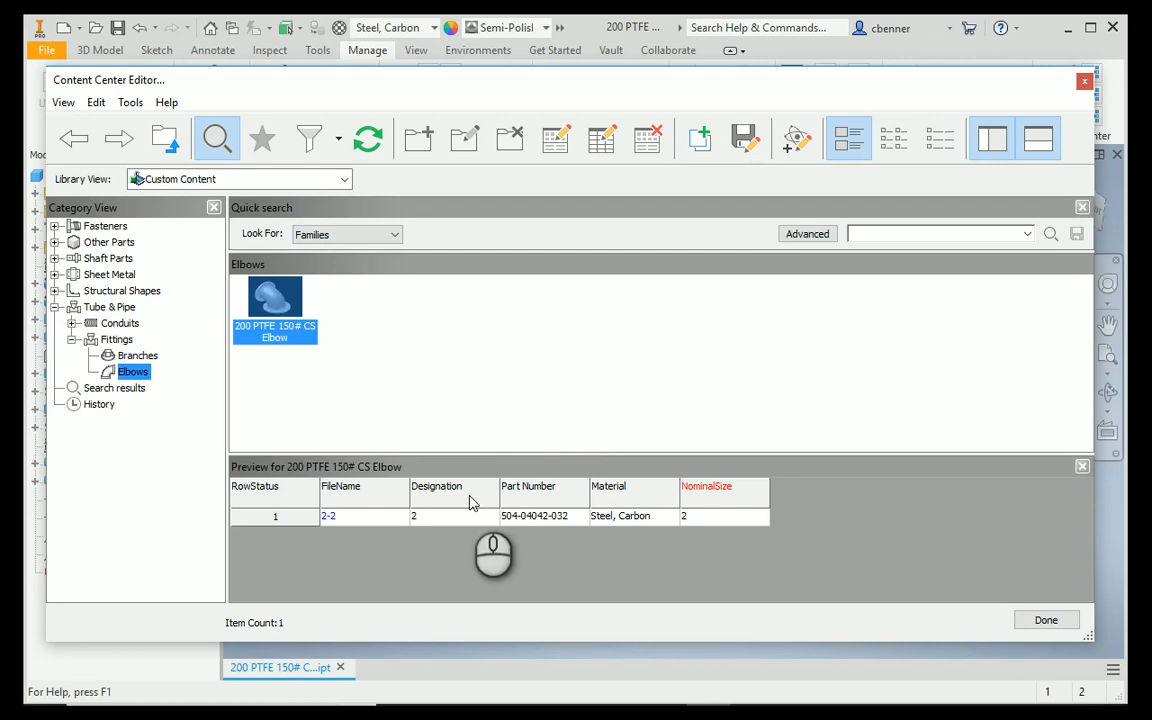 PRO
Steel, Carbon
Semi-Polisl
200 PTFE ...
Search Help & Commands...
cbenner
File
3D Model
Sketch
Annotate
Inspect
Tools
Manage
View
Environments
Get Started
Vault
Collaborate
Content Center Editor...
View
Edit
Tools
Help
Library View:
Custom Content
Category View
Quick search
Fasteners
Other Parts
Shaft Parts
Sheet Metal
Structural Shapes
Tube & Pipe
Conduits
Fittings
Branches
Elbows
Search results
History
Look For:
Families
Advanced
Elbows
200 PTFE 150# CS
Elbow
Preview for 200 PTFE 150# CS Elbow
RowStatus
FileName
Designation
Part Number
Material
NominalSize
1
2-2
2
504-04042-032
Steel, Carbon
2
Item Count:1
Done
200 PTFE 150# C...ipt
For Help, press F1
1
2